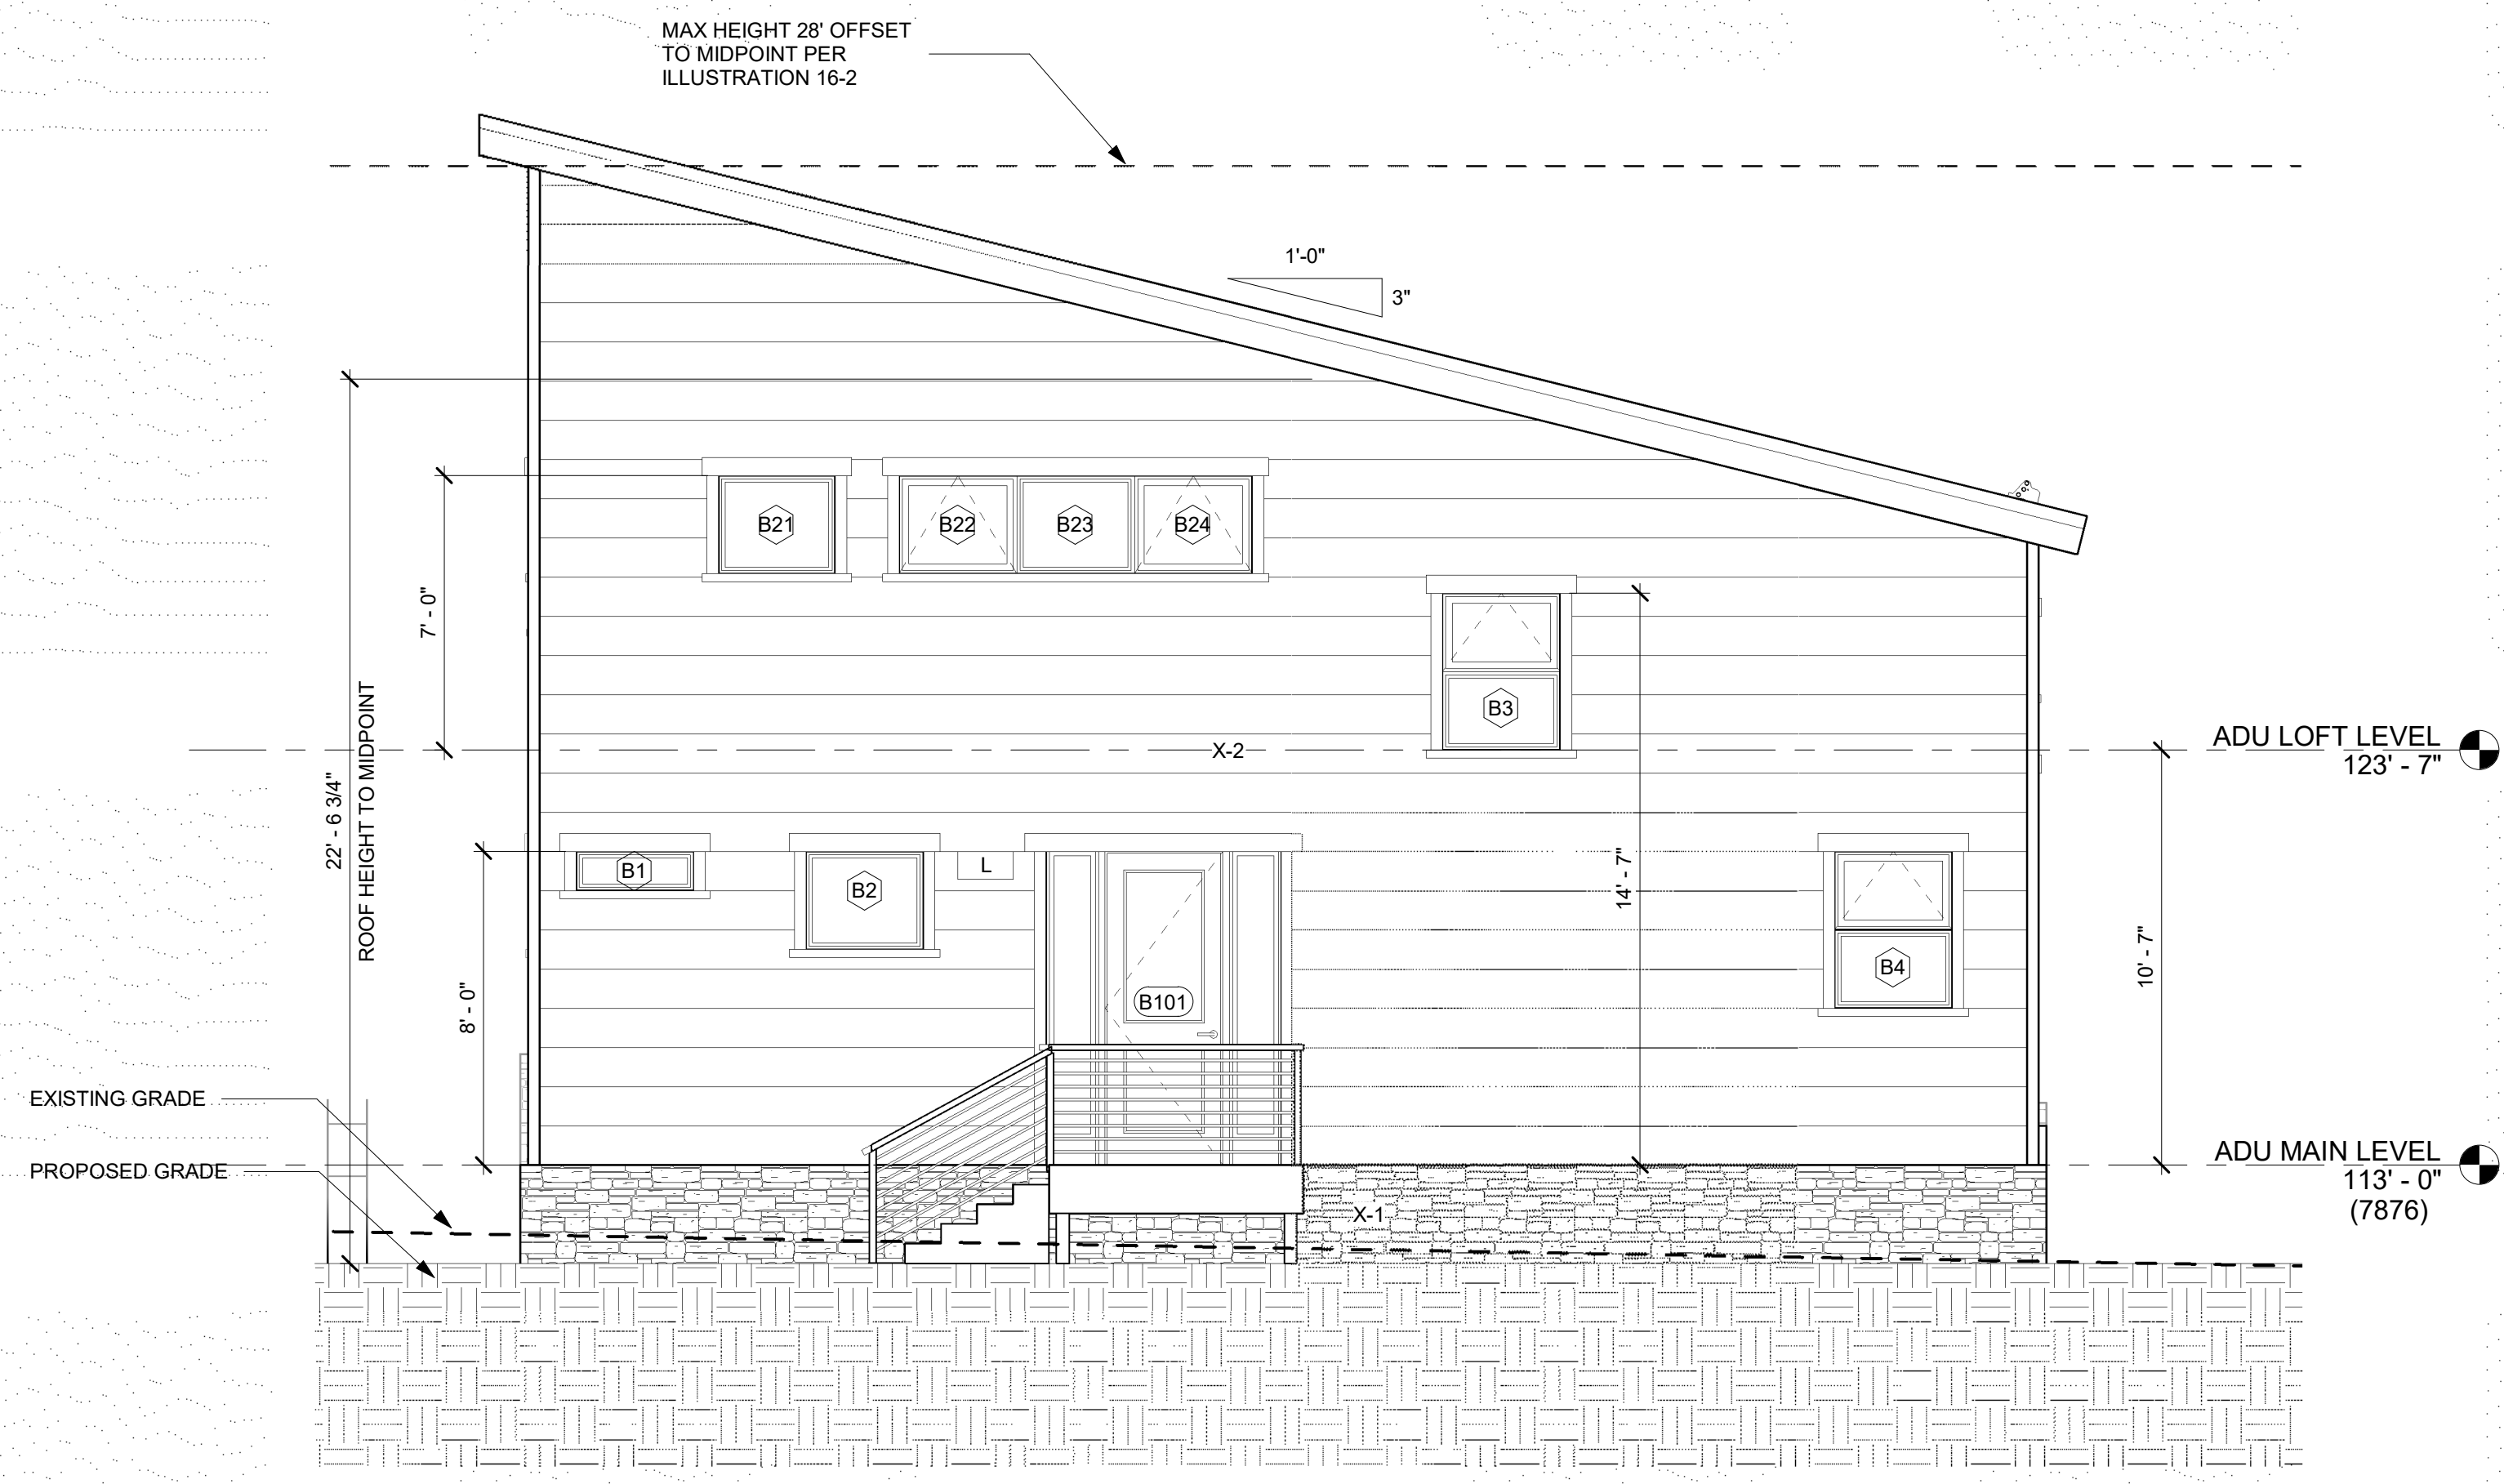 MAX HEIGHT 28' OFFSET
TO MIDPOINT PER
ILLUSTRATION 16-2
1'-0"
3"
B21
B22
B23
B24
7' - 0"
B3
X-2
ADU LOFT LEVEL
123' - 7"
22' - 6 3/4"
ROOF HEIGHT TO MIDPOINT
B1
B2
L
14' - 7"
B4
8' - 0"
B101
10' - 7"
EXISTING GRADE
PROPOSED GRADE
ADU MAIN LEVEL
113' - 0"
(7876)
X-1